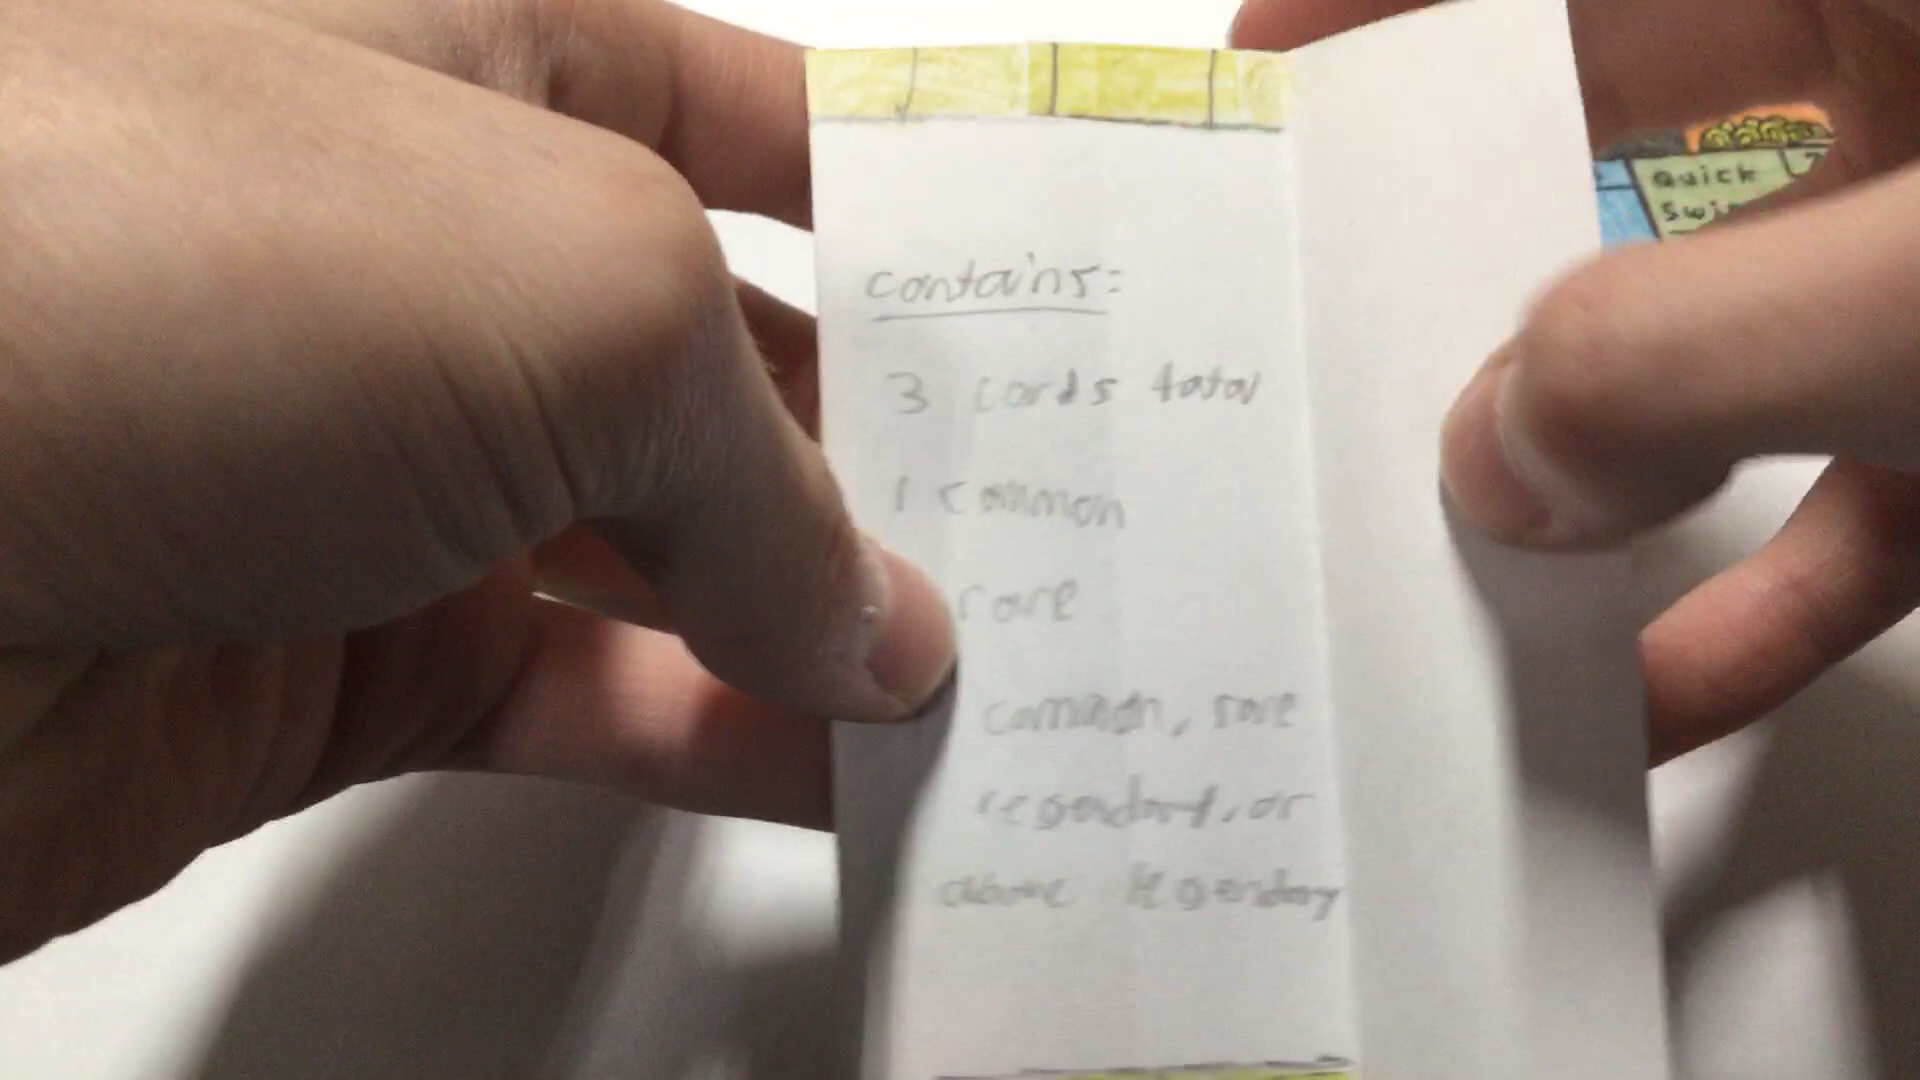 contains:
3 cards total
1 common
rare
common, rare
legendary, or
above legendary
Quick